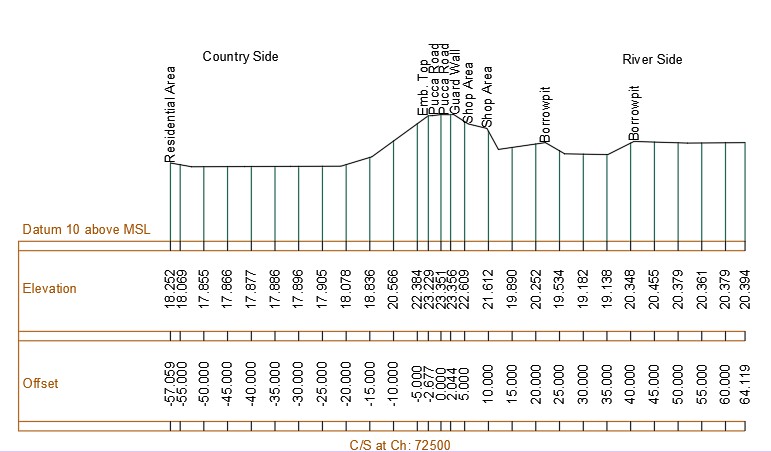 Country Side
River Side
Residential Area
Emb. Top
Pucca Road
Pucca Road
Guard Wall
Shop Area
Shop Area
Borrowpit
Borrowpit
Datum 10 above MSL
Elevation
18.252 18.069 17.855 17.866 17.877 17.886 17.896 17.905 18.078 18.836 20.566 22.384 23.229 23.351 23.356 22.609 21.612 19.890 20.252 19.534 19.182 19.138 20.348 20.455 20.379 20.361 20.379 20.394
Offset
-57.059 -55.000 -50.000 -45.000 -40.000 -35.000 -30.000 -25.000 -20.000 -15.000 -10.000 -5.000 -2.677 0.000 2.044 5.000 10.000 15.000 20.000 25.000 30.000 35.000 40.000 45.000 50.000 55.000 60.000 64.119
C/S at Ch: 72500